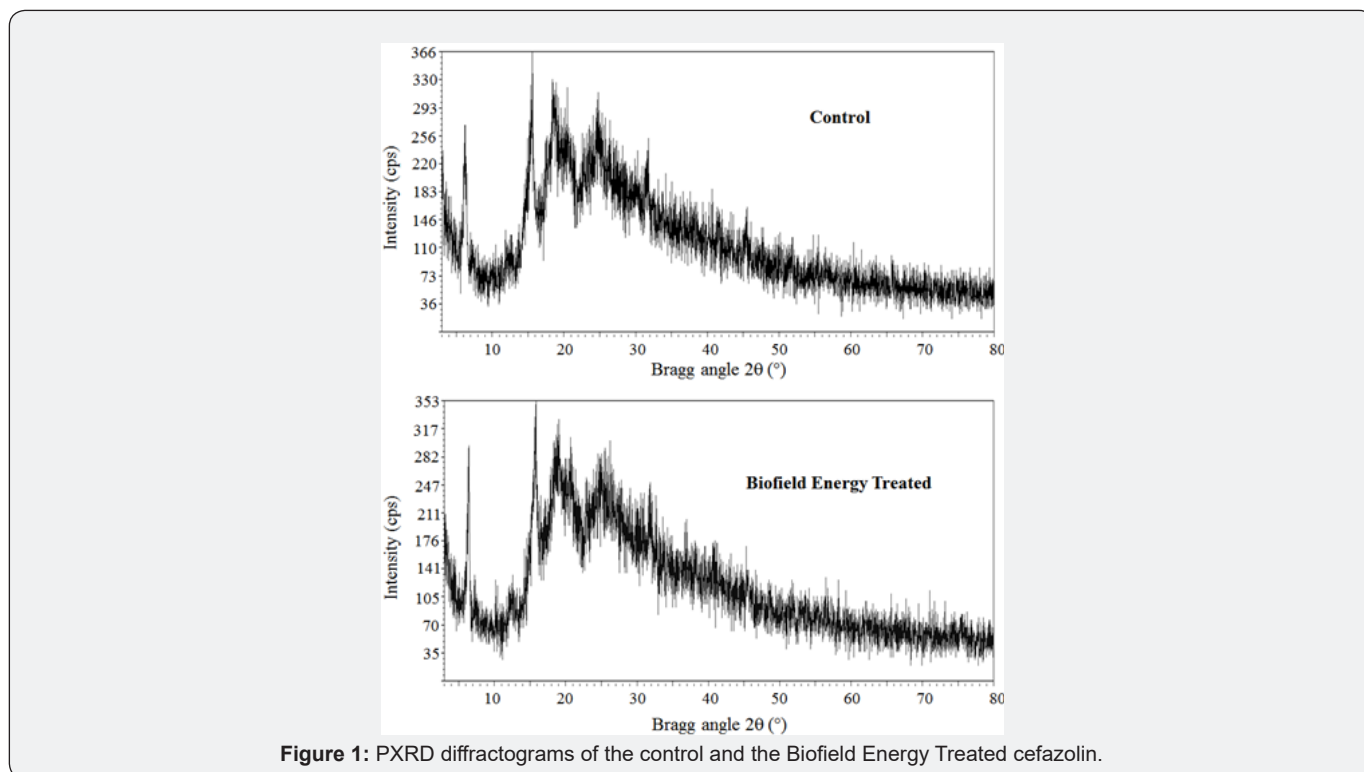 366
330
293
256
220
183
146
110
73
36
Intensity (cps)
Control
10 20 30 40 50 60 70 80
Bragg angle 2θ (°)
353
317
282
247
211
176
141
105
70
35
Intensity (cps)
Biofield Energy Treated
10 20 30 40 50 60 70 80
Bragg angle 2θ (°)
Figure 1: PXRD diffractograms of the control and the Biofield Energy Treated cefazolin.